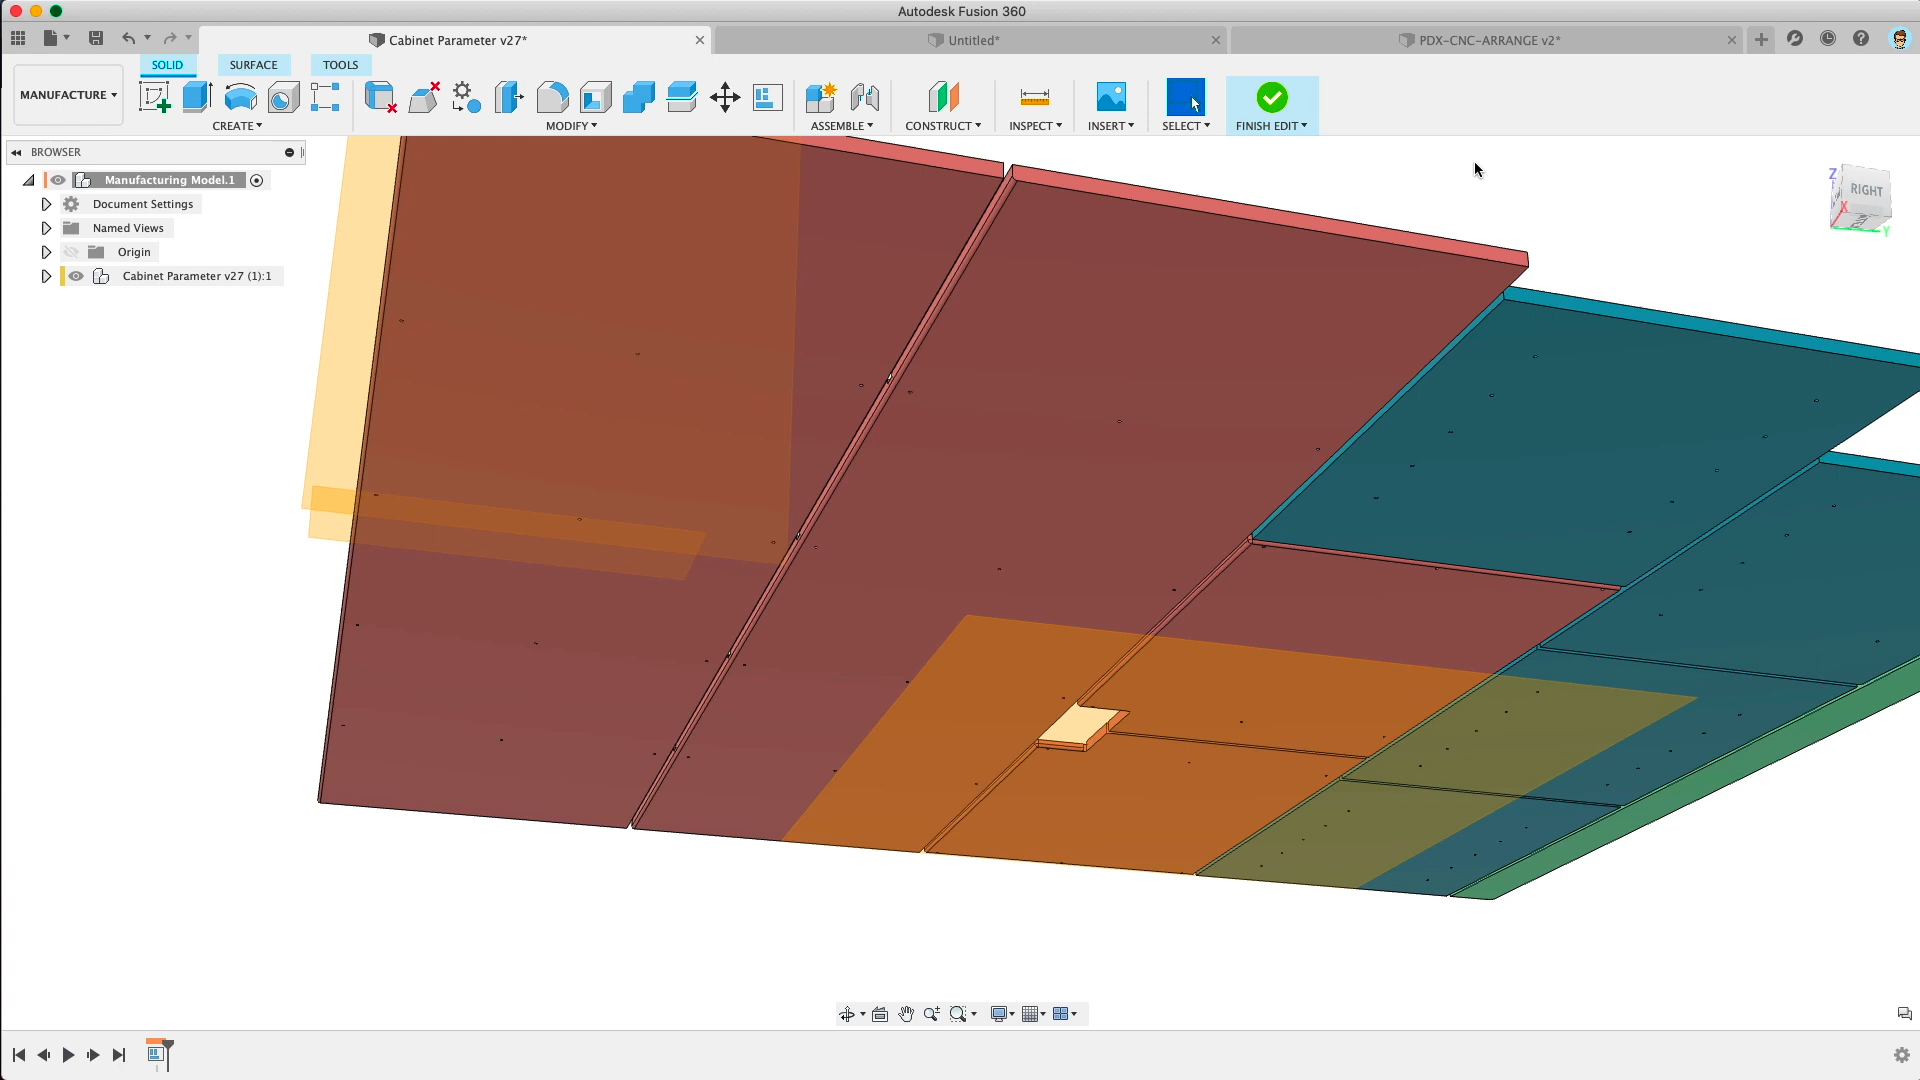 Autodesk Fusion 360
Cabinet Parameter v27*
Untitled*
PDX-CNC-ARRANGE v2*
MANUFACTURE
SOLID
SURFACE
TOOLS
CREATE
MODIFY
ASSEMBLE
CONSTRUCT
INSPECT
INSERT
SELECT
FINISH EDIT
BROWSER
Manufacturing Model.1
Document Settings
Named Views
Origin
Cabinet Parameter v27 (1):1
Z
RIGHT
X
Y